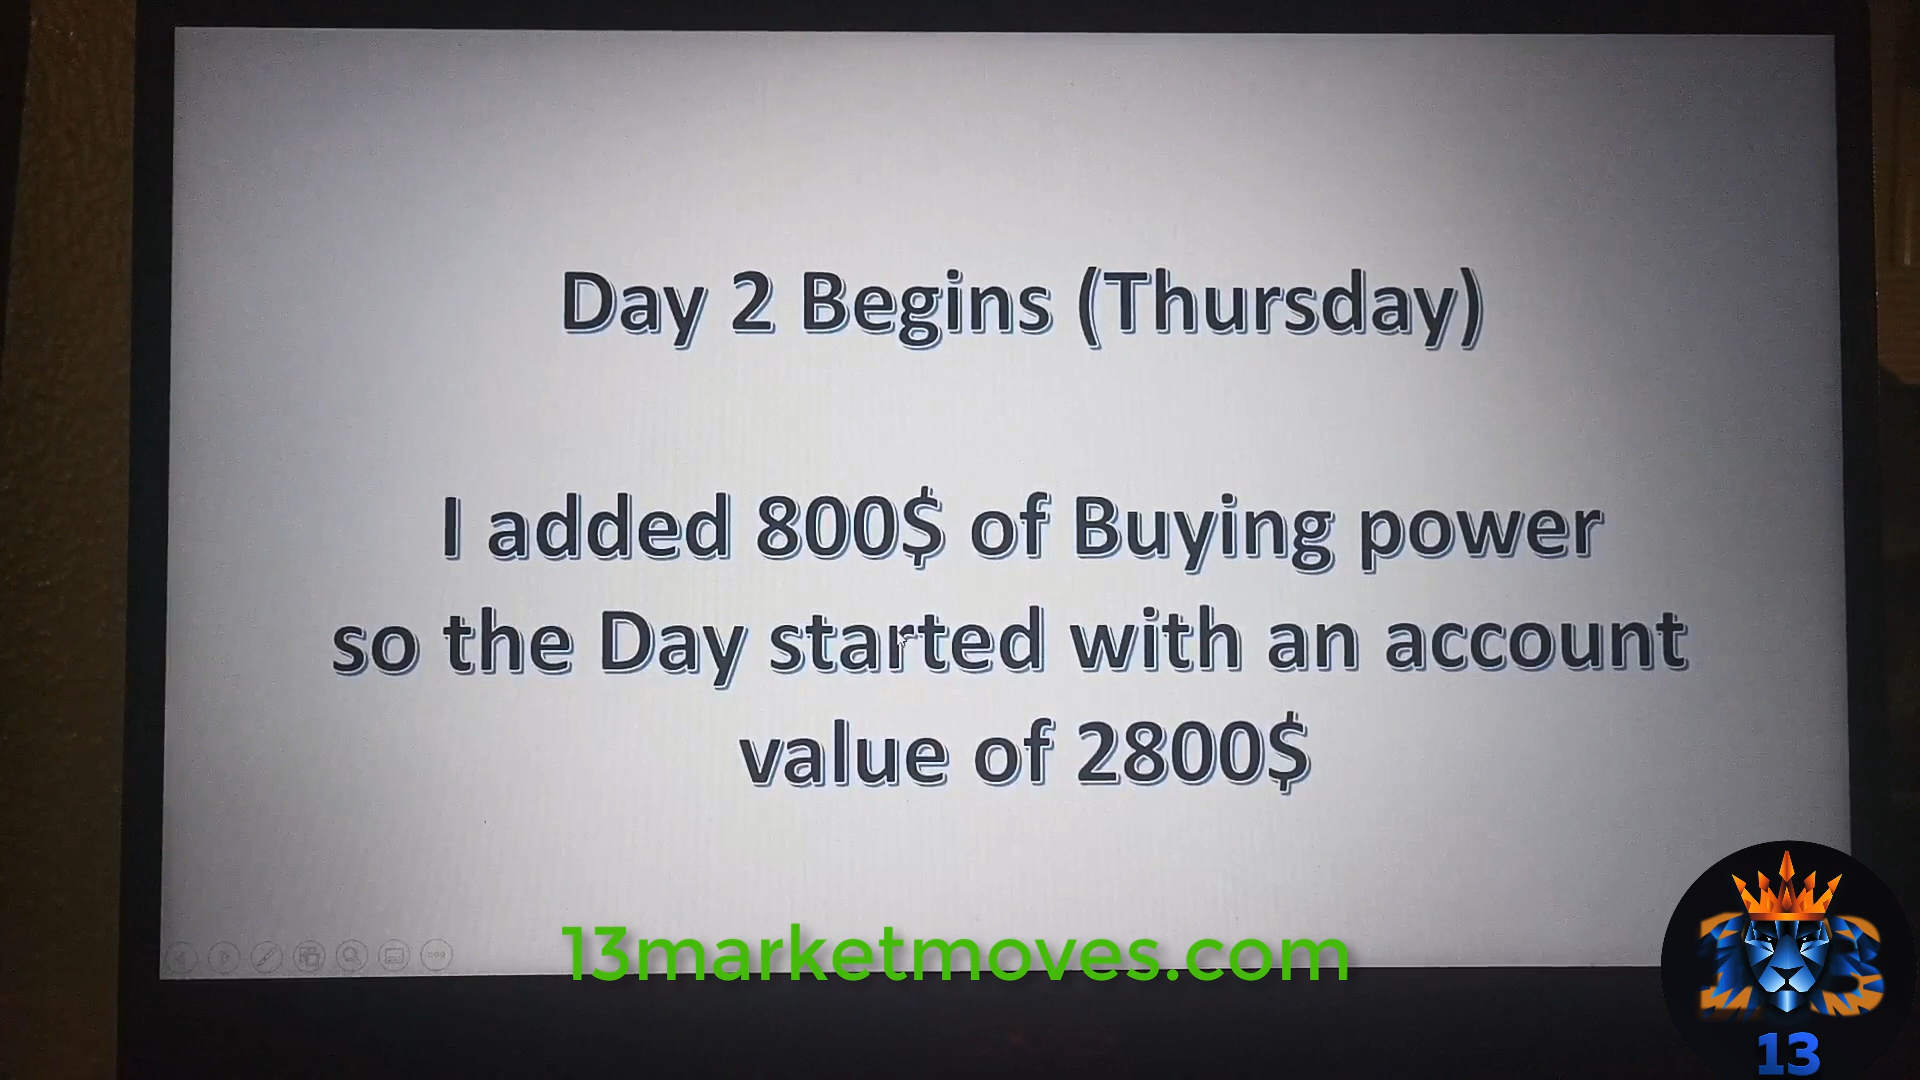 Day 2 Begins (Thursday)
I added 800$ of Buying power
so the Day started with an account
value of 2800$
13marketmoves.com
13
13